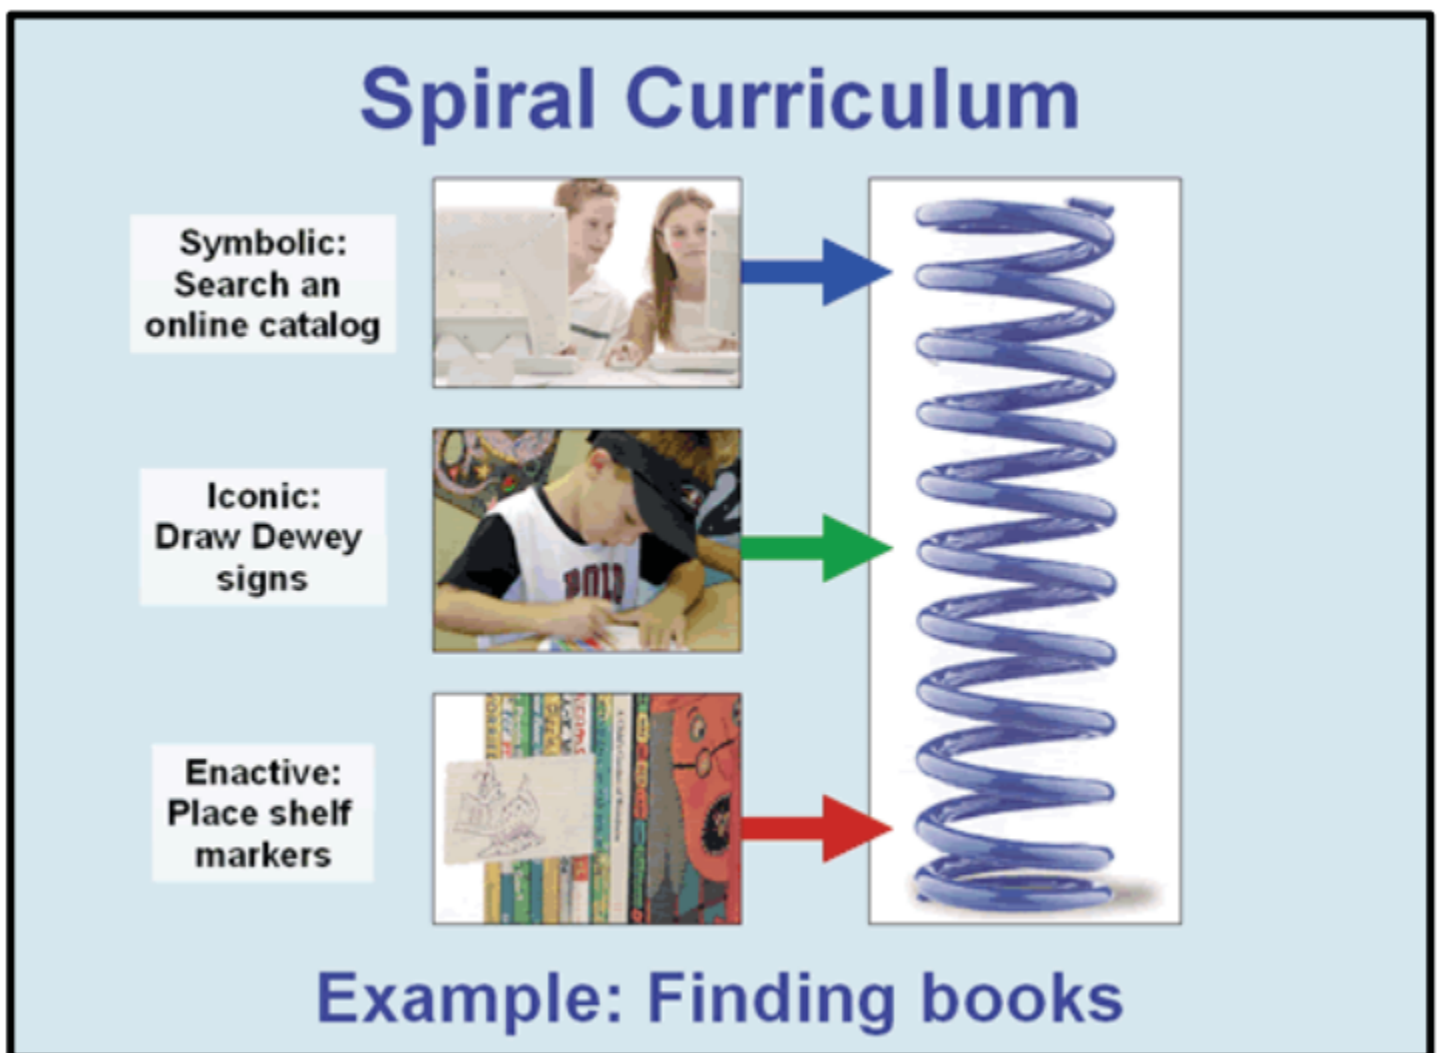 Spiral Curriculum
Symbolic:
Search an
online catalog
Iconic:
Draw Dewey
signs
Enactive:
Place shelf
markers
Example: Finding books